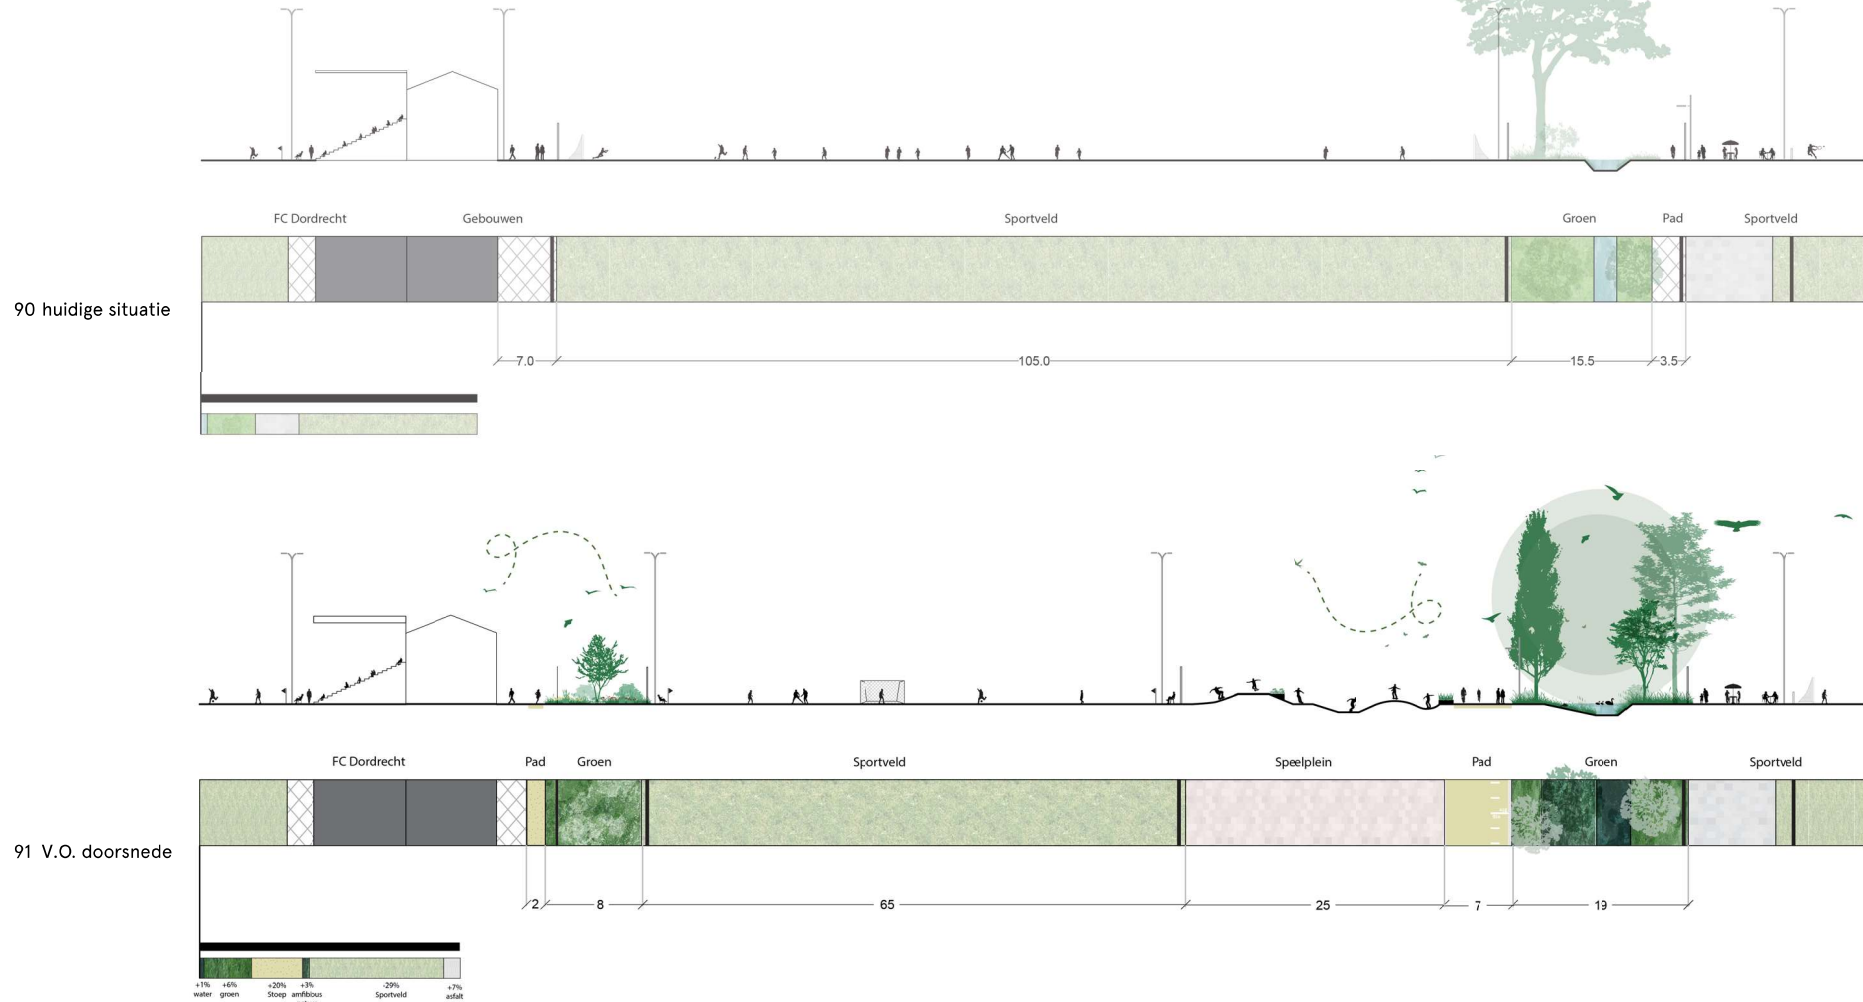 FC Dordrecht Gebouwen Sportveld Groen Pad Sportveld
90 huidige situatie
7.0 105.0 15.5 3.5
FC Dordrecht Pad Groen Sportveld Speelplein Pad Groen Sportveld
91 V.O. doorsnede
2 8 65 25 7 19
+1% +6% +20% +3% -29% +7%
water groen Stoep amfibious Sportveld asfalt